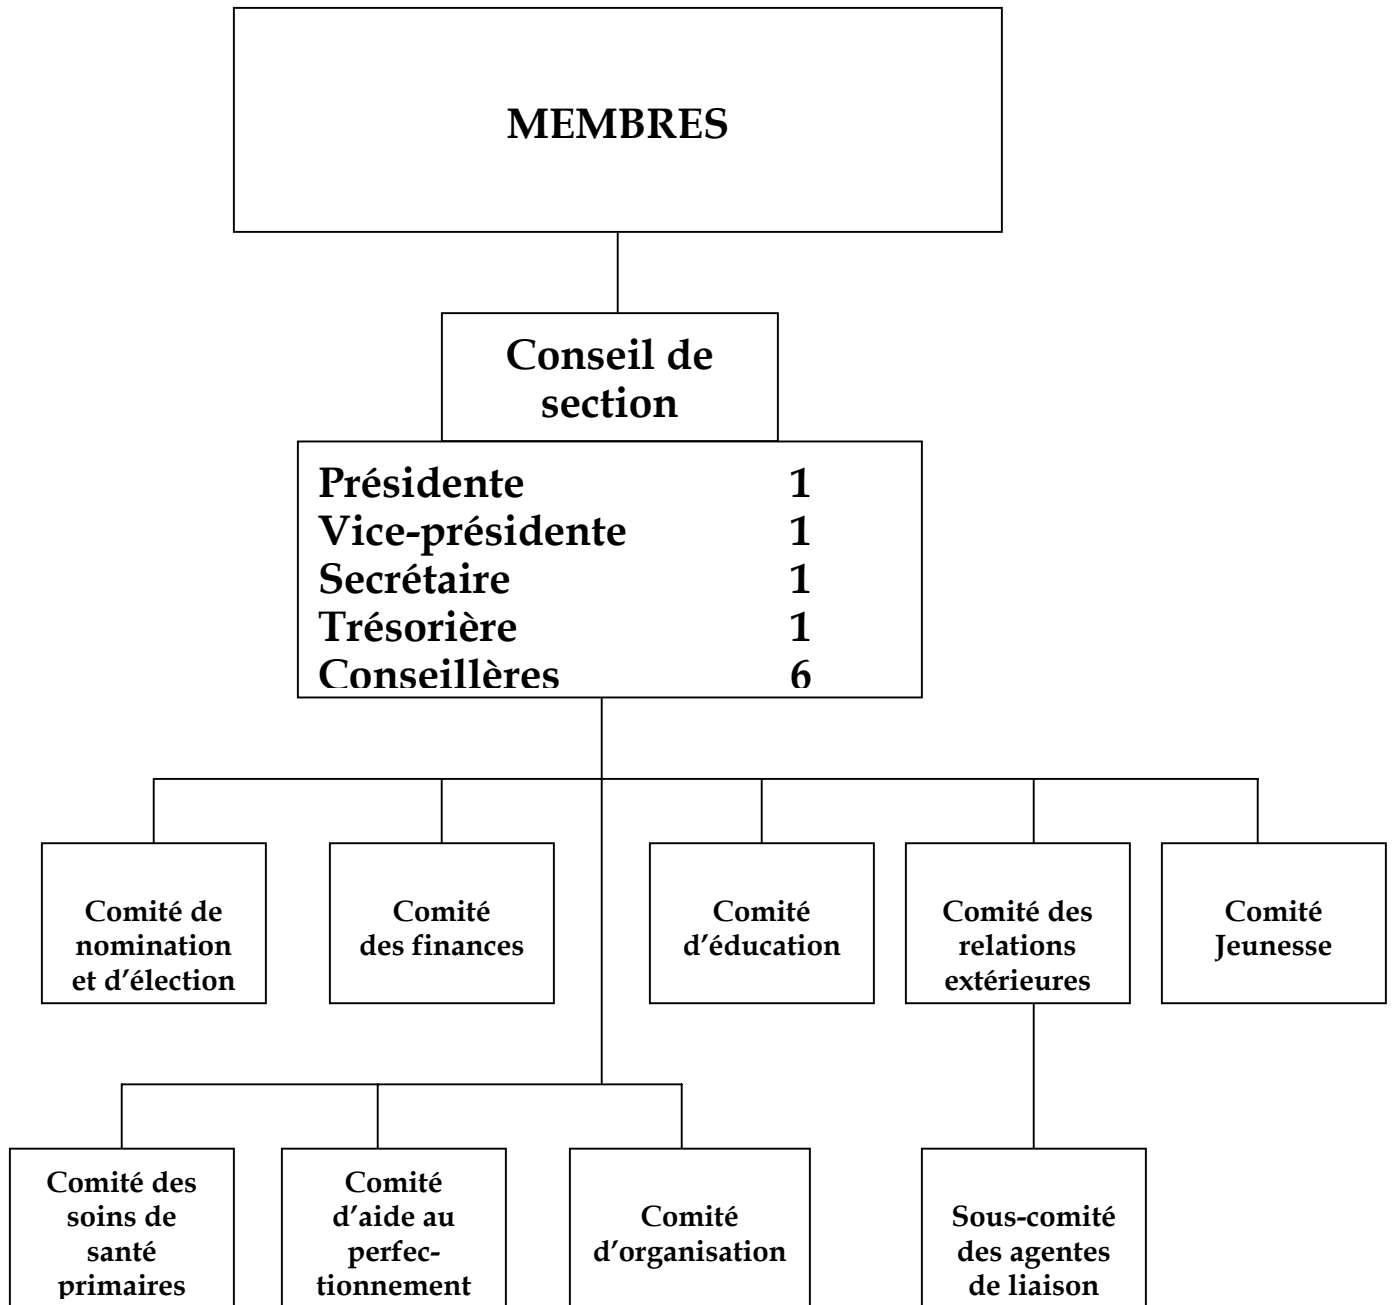 MEMBRES
Conseil de
section
Présidente 1
Vice-présidente 1
Secrétaire 1
Trésorière 1
Conseillères 6
Comité de
nomination
et d’élection
Comité
des finances
Comité
d’éducation
Comité des
relations
extérieures
Comité
Jeunesse
Comité des
soins de
santé
primaires
Comité
d’aide au
perfec-
tionnement
Comité
d’organisation
Sous-comité
des agentes
de liaison